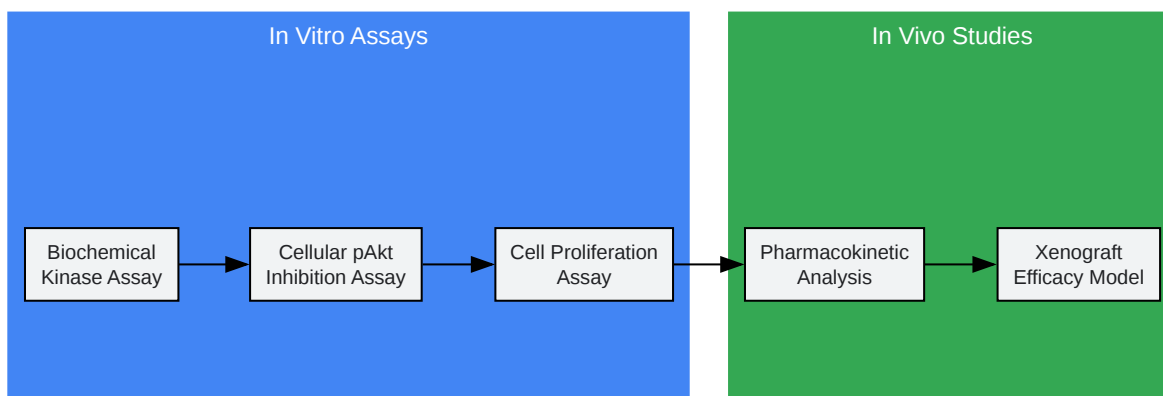 In Vitro Assays
In Vivo Studies
Biochemical
Kinase Assay
Cellular pAkt
Inhibition Assay
Cell Proliferation
Assay
Pharmacokinetic
Analysis
Xenograft
Efficacy Model